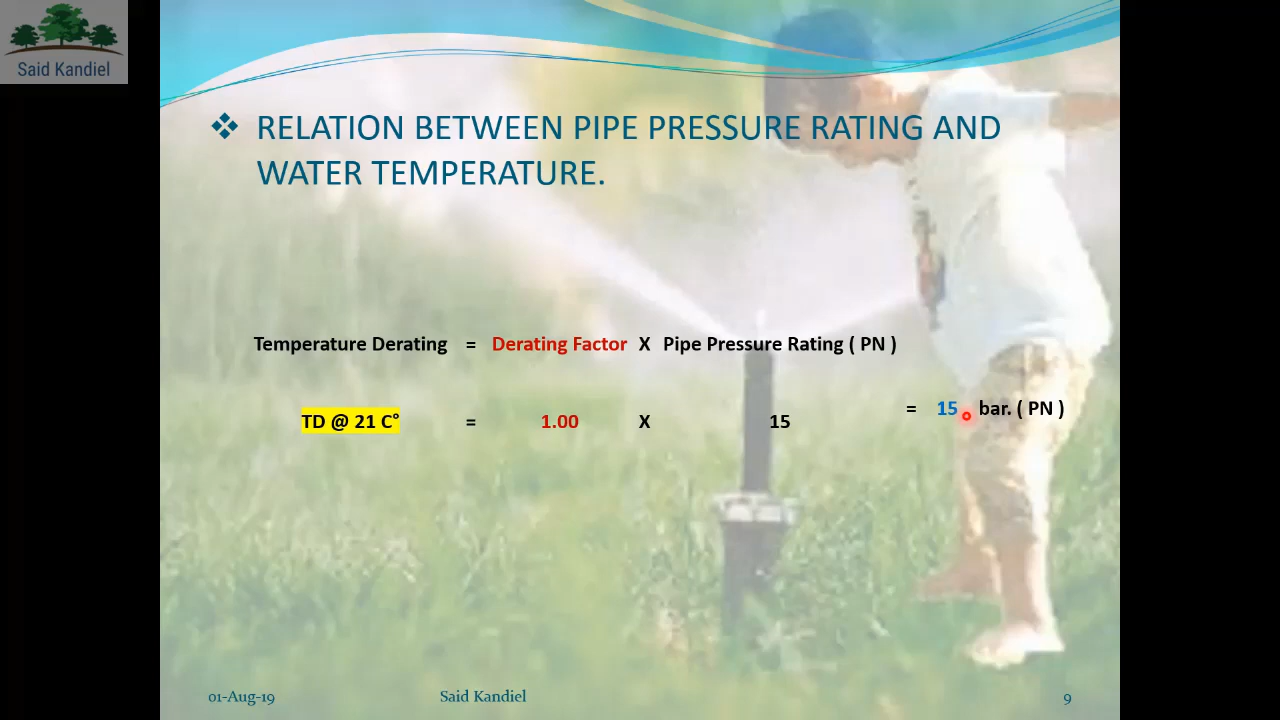 Said Kandiel
❖ RELATION BETWEEN PIPE PRESSURE RATING AND
WATER TEMPERATURE.
Temperature Derating = Derating Factor X Pipe Pressure Rating ( PN )
TD @ 21 C° = 1.00 X 15 = 15 bar. ( PN )
01-Aug-19 Said Kandiel 9